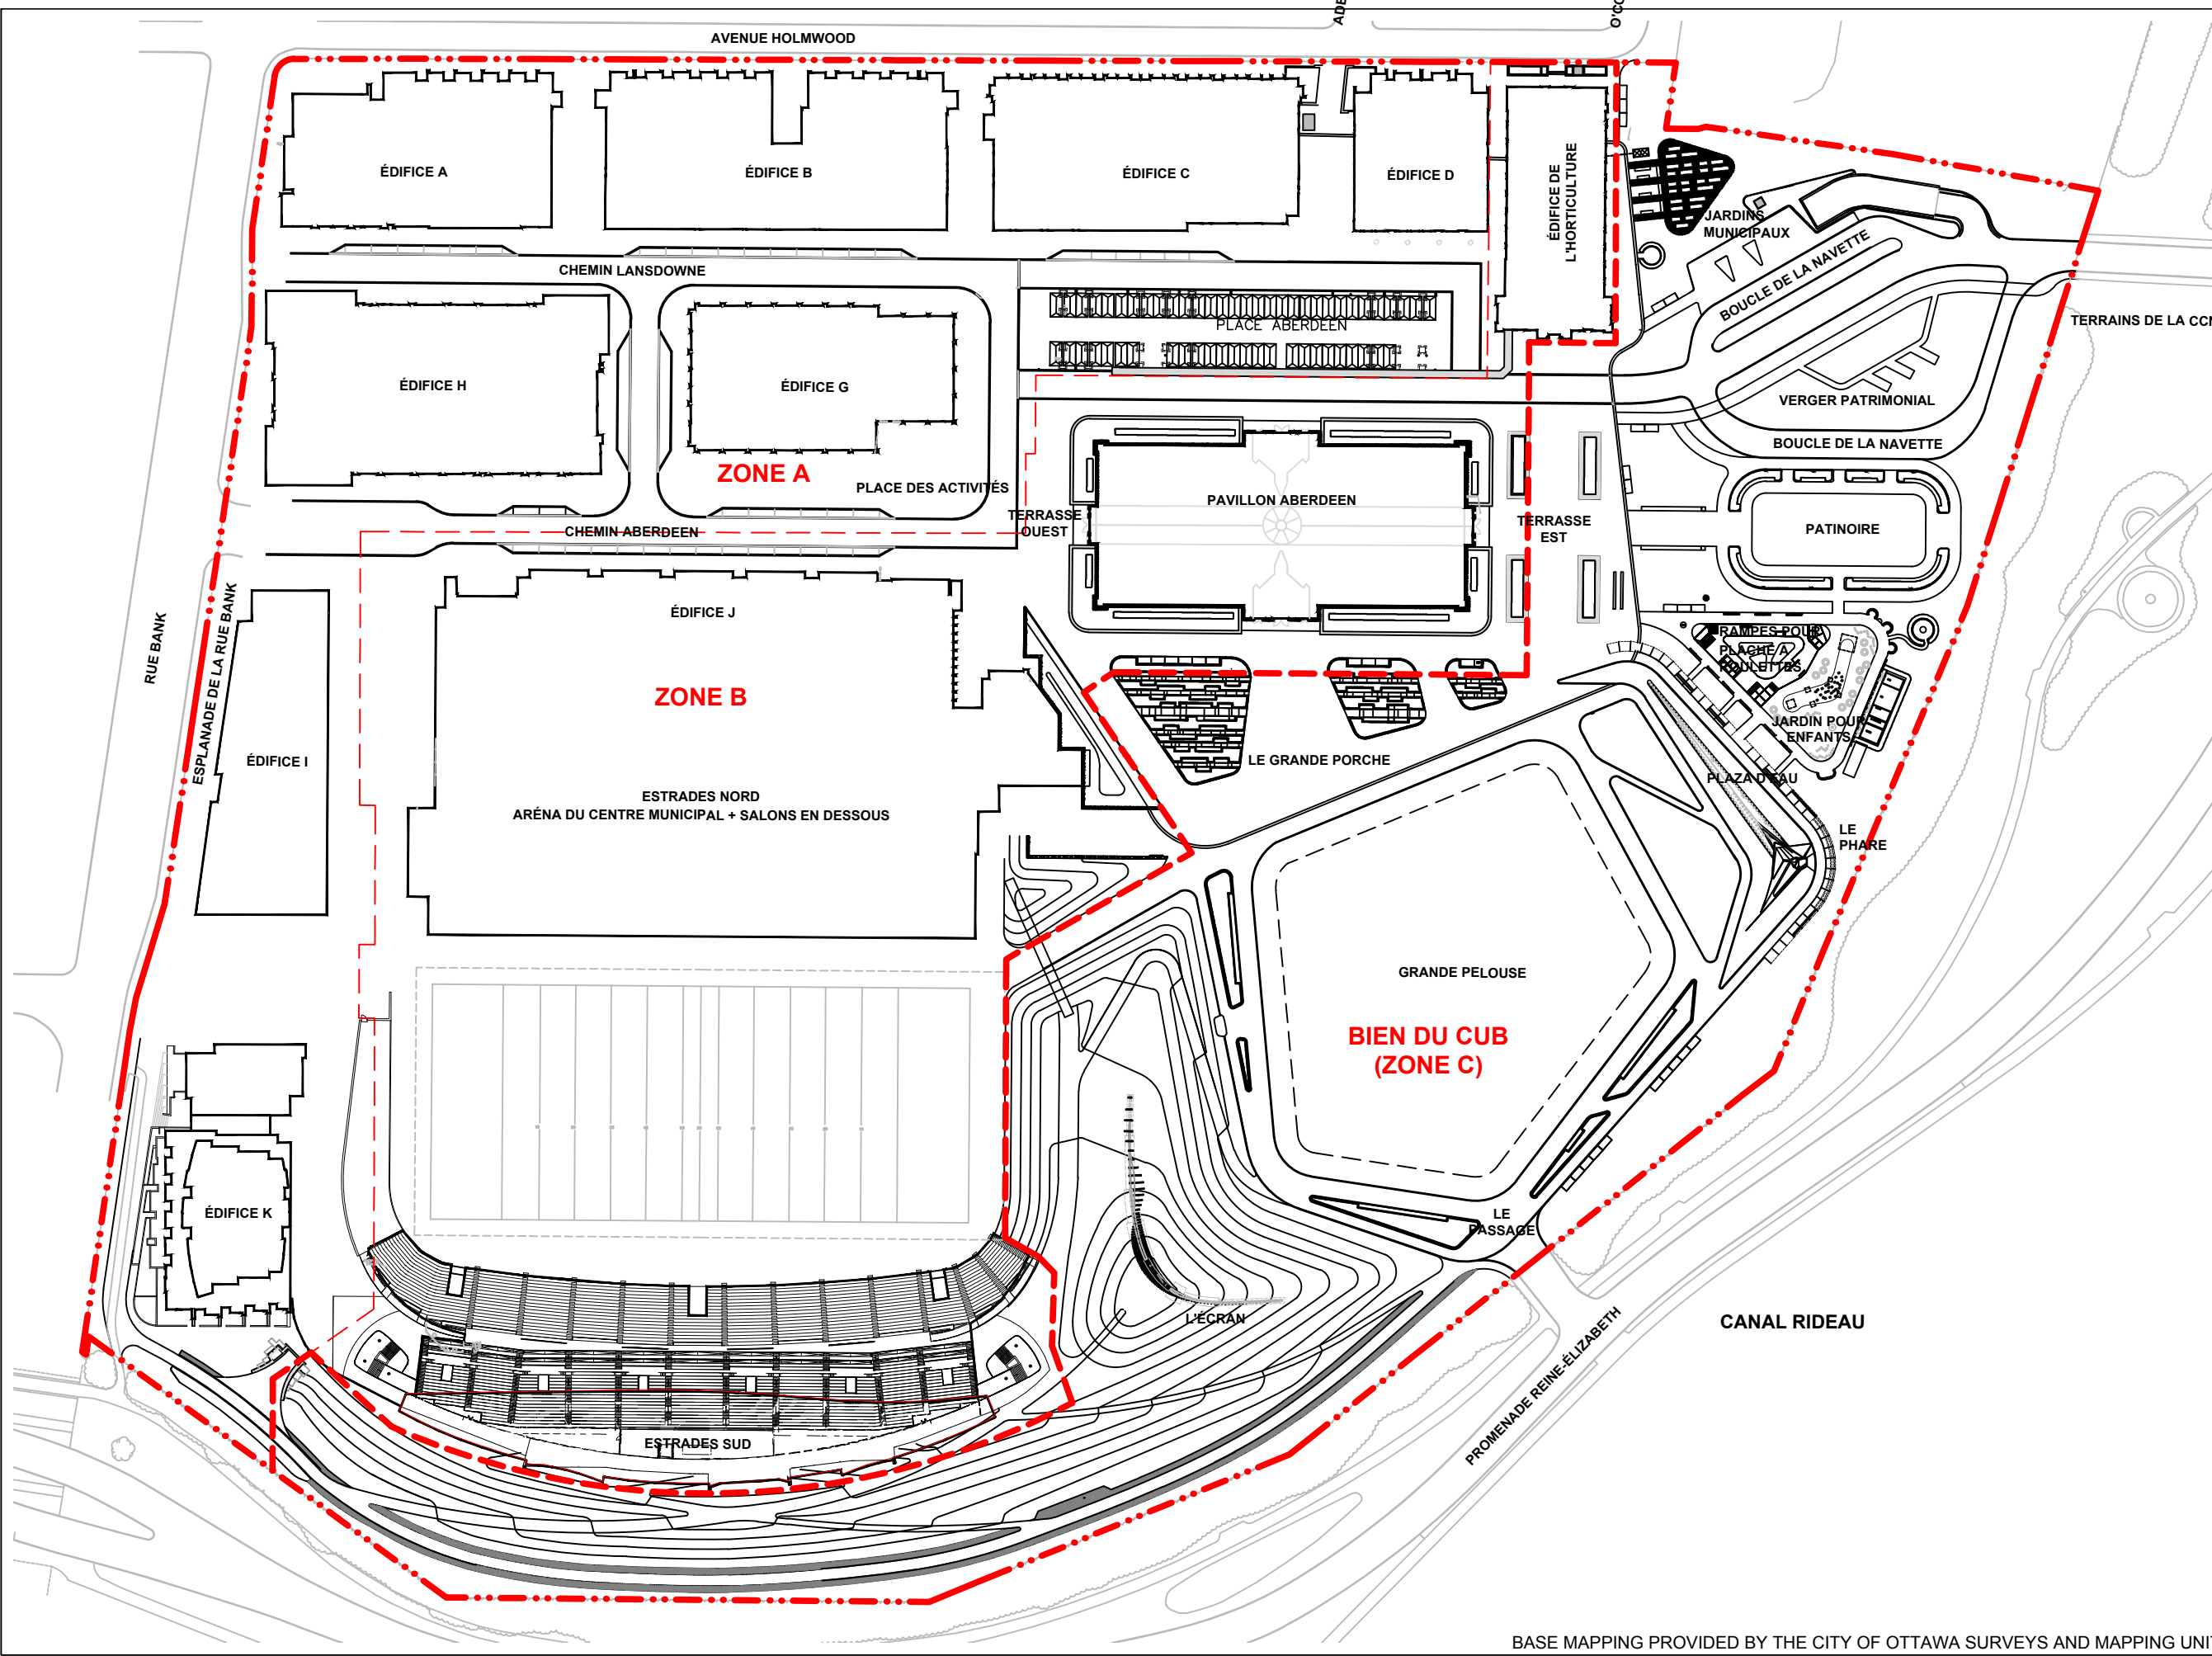 AVENUE HOLMWOOD
ÉDIFICE A
ÉDIFICE B
ÉDIFICE C
ÉDIFICE D
ÉDIFICE DE
L'HORTICULTURE
JARDINS
MUNICIPAUX
BOUCLE DE LA NAVETTE
CHEMIN LANSDOWNE
PLACE ABERDEEN
TERRAINS DE LA
ÉDIFICE H
ÉDIFICE G
VERGER PATRIMONIAL
BOUCLE DE LA NAVETTE
ZONE A
PLACE DES ACTIVITÉS
PAVILLON ABERDEEN
TERRASSE
OUEST
TERRASSE
EST
PATINOIRE
CHEMIN ABERDEEN
RUE BANK
ESPLANADE DE LA RUE BANK
ÉDIFICE J
RAMPES POUR
PLACHE À
ROULETTES
ZONE B
JARDIN POUR
ENFANTS
ÉDIFICE I
LE GRANDE PORCHE
PLAZA D'EAU
ESTRADES NORD
ARÉNA DU CENTRE MUNICIPAL + SALONS EN DESSOUS
LE
PHARE
GRANDE PELOUSE
BIEN DU CUB
(ZONE C)
ÉDIFICE K
LE
PASSAGE
L'ÉCRAN
CANAL RIDEAU
PROMENADE REINE-ÉLIZABETH
ESTRADES SUD
BASE MAPPING PROVIDED BY THE CITY OF OTTAWA SURVEYS AND MAPPING UNIT